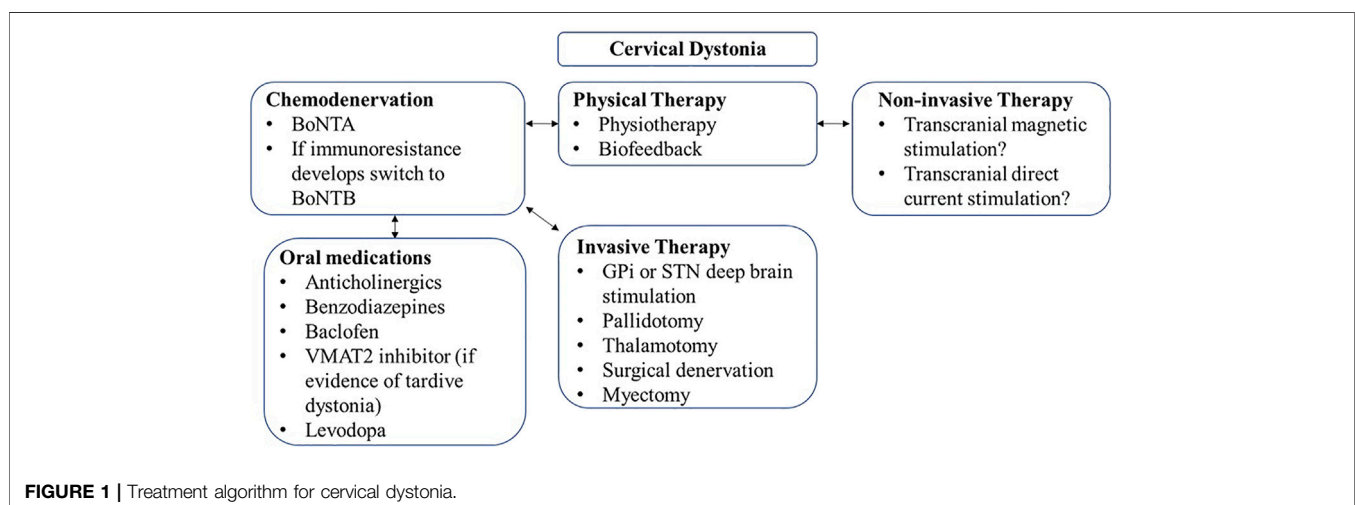 Cervical Dystonia
Chemodenervation
• BoNTA
• If immunoresistance
develops switch to
BoNTB
Physical Therapy
• Physiotherapy
• Biofeedback
Non-invasive Therapy
• Transcranial magnetic
stimulation?
• Transcranial direct
current stimulation?
Oral medications
• Anticholinergics
• Benzodiazepines
• Baclofen
• VMAT2 inhibitor (if
evidence of tardive
dystonia)
• Levodopa
Invasive Therapy
• GPi or STN deep brain
stimulation
• Pallidotomy
• Thalamotomy
• Surgical denervation
• Myectomy
FIGURE 1 | Treatment algorithm for cervical dystonia.